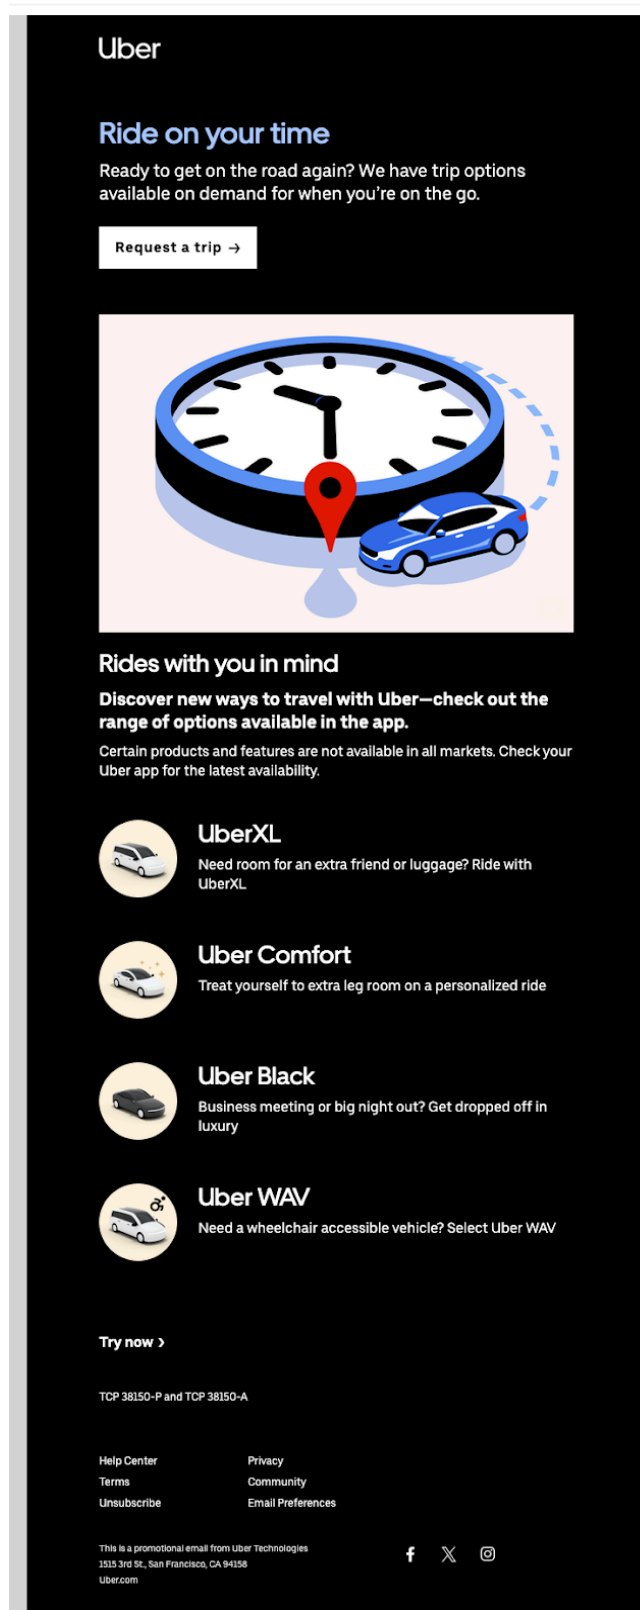 Uber
Ride on your time
Ready to get on the road again? We have trip options
available on demand for when you’re on the go.
Request a trip →
Rides with you in mind
Discover new ways to travel with Uber—check out the
range of options available in the app.
Certain products and features are not available in all markets. Check your
Uber app for the latest availability.
UberXL
Need room for an extra friend or luggage? Ride with
UberXL
Uber Comfort
Treat yourself to extra leg room on a personalized ride
Uber Black
Business meeting or big night out? Get dropped off in
luxury
Uber WAV
Need a wheelchair accessible vehicle? Select Uber WAV
Try now ›
TCP 38150-P and TCP 38150-A
Help Center
Privacy
Terms
Community
Unsubscribe
Email Preferences
This is a promotional email from Uber Technologies
1515 3rd St., San Francisco, CA 94158
Uber.com